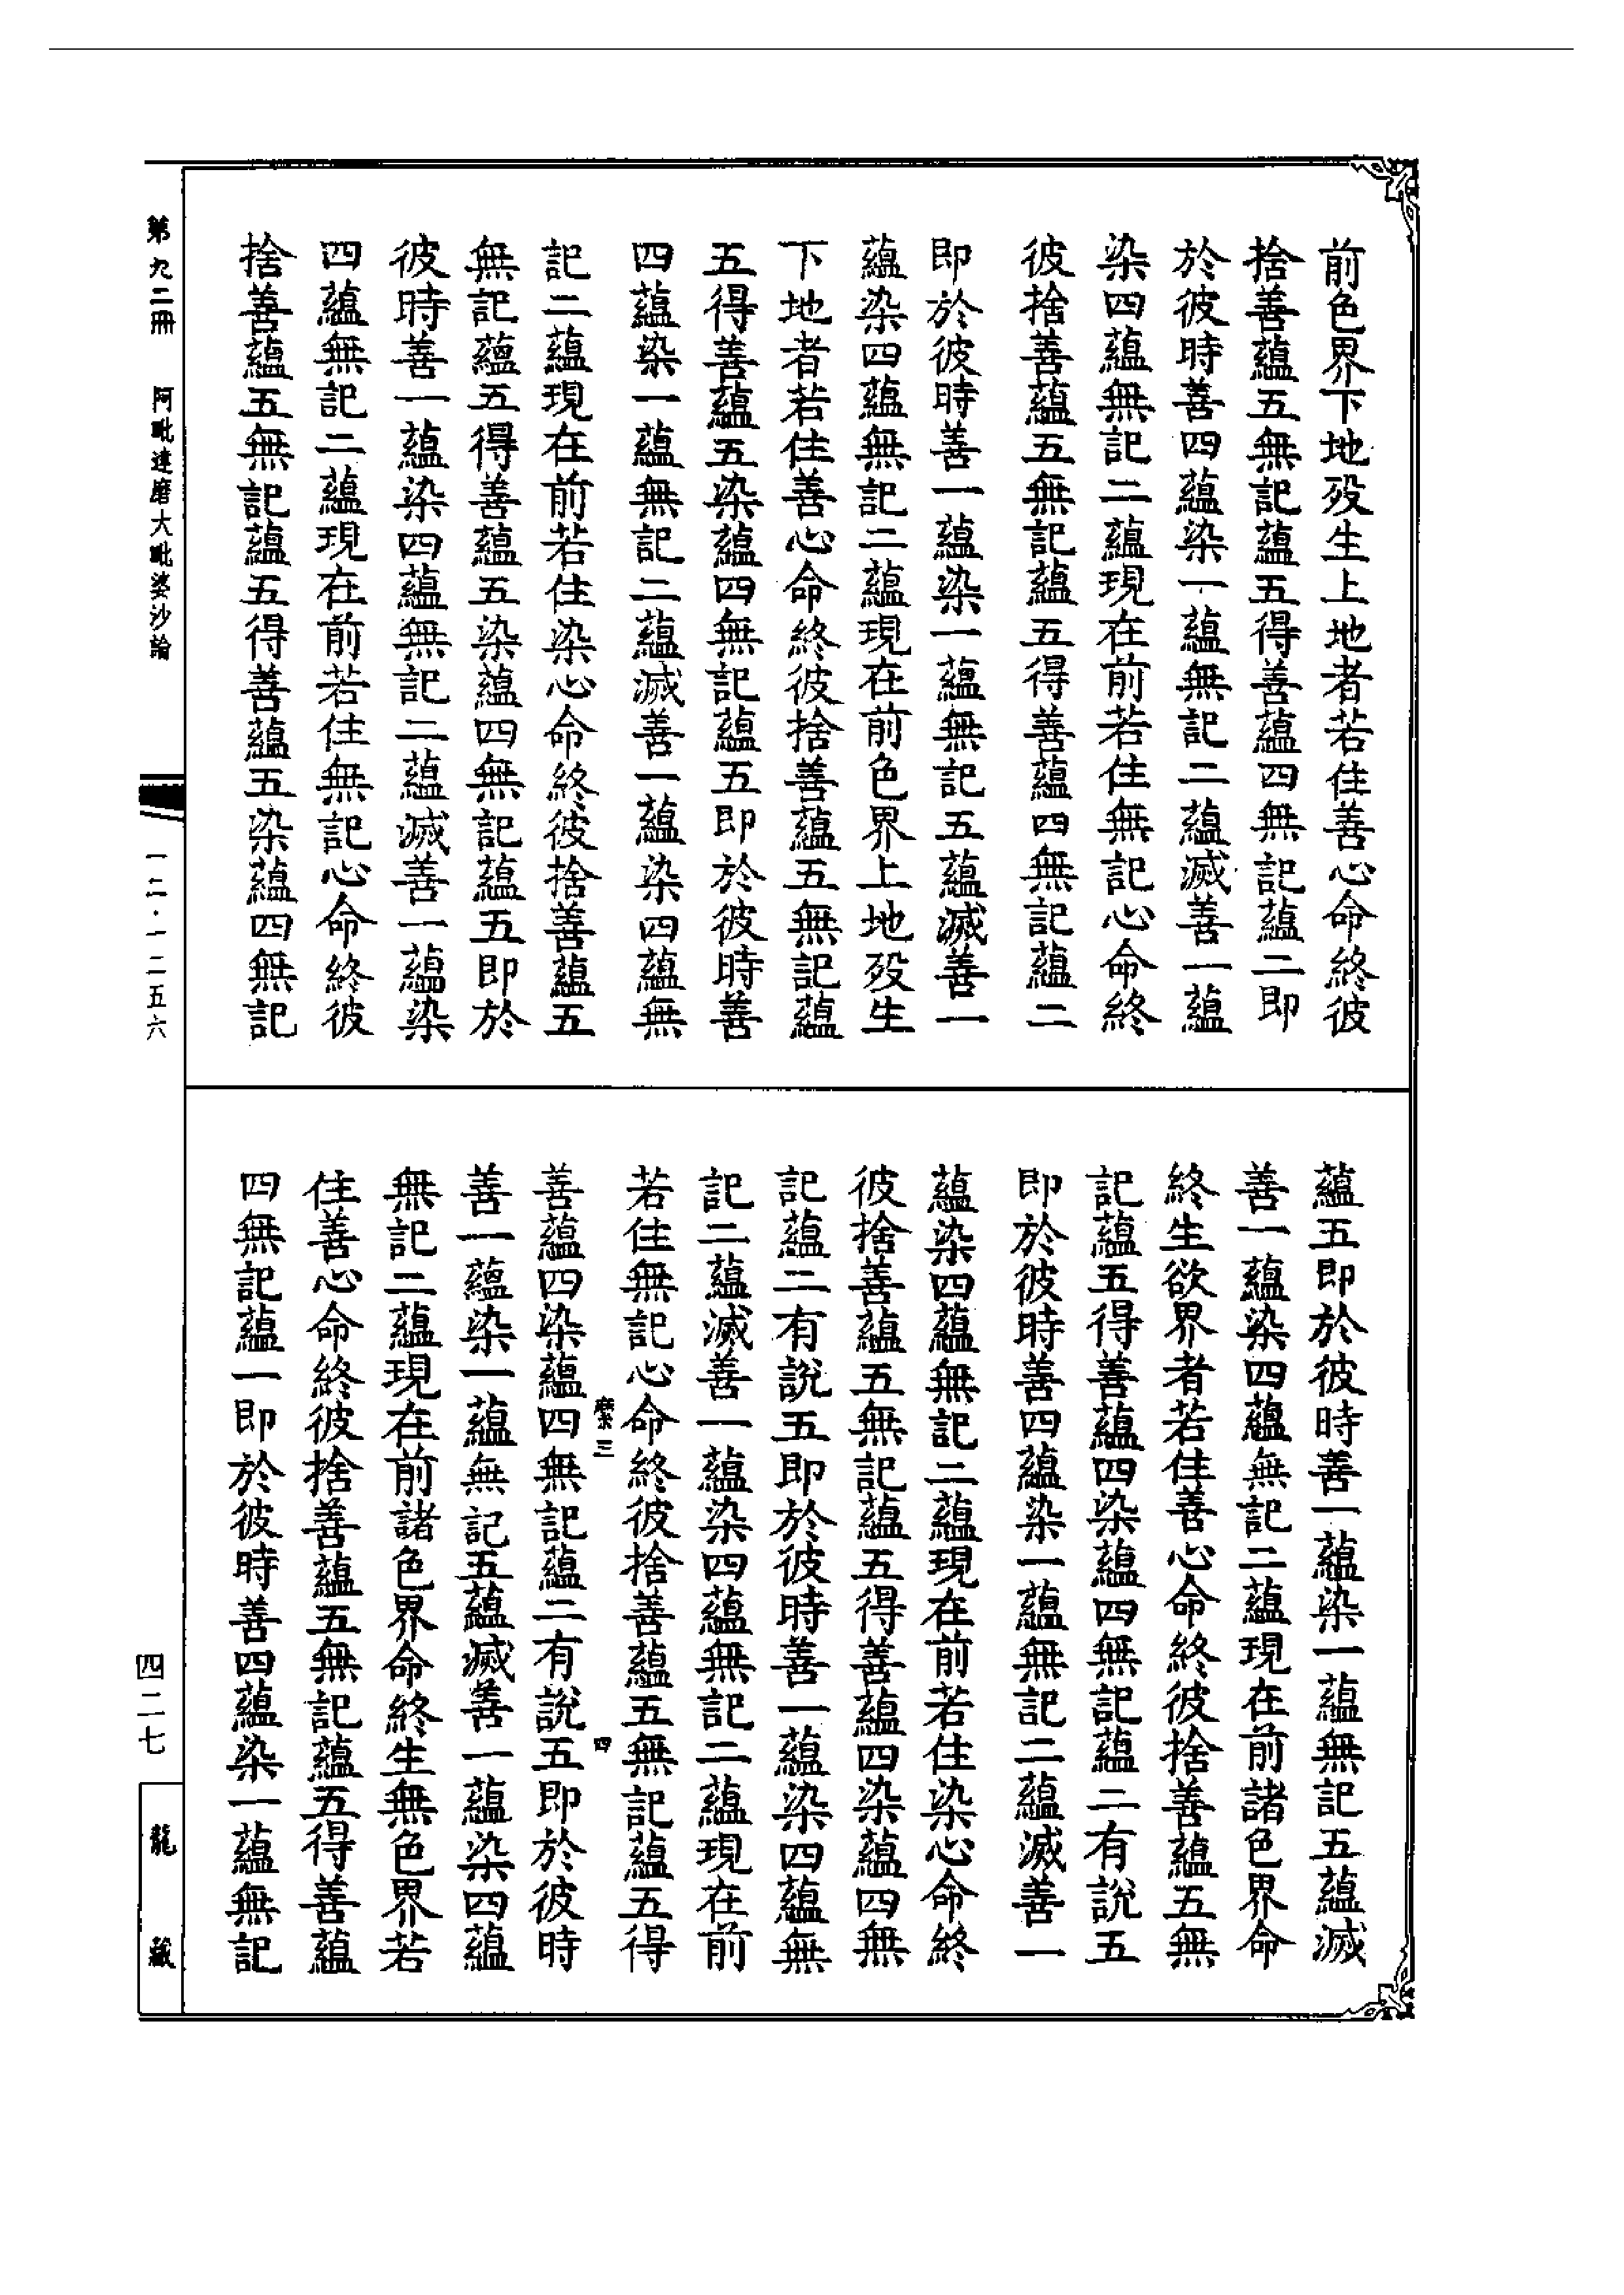 前色界下地歿生上地者若住善心命終彼
捨善蘊五無記蘊五得善蘊四無記蘊二即
於彼時善四蘊染一蘊無記二蘊滅善一蘊
染四蘊無記二蘊現在前若住無記心命終
彼捨善蘊五無記蘊五得善蘊四無記蘊二
即於彼時善一蘊染一蘊無記五蘊滅善一
蘊染四蘊無記二蘊現在前色界上地歿生
下地者若住善心命終彼捨善蘊五無記蘊
五得善蘊五染蘊四無記蘊五即於彼時善
四蘊染一蘊無記二蘊滅善一蘊染四蘊無
記二蘊現在前若住染心命終彼捨善蘊五
無記蘊五得善蘊五染蘊四無記蘊五即於
彼時善一蘊染四蘊無記二蘊滅善一蘊染
四蘊無記二蘊現在前若住無記心命終彼
捨善蘊五無記蘊五得善蘊五染蘊四無記
蘊五即於彼時善一蘊染一蘊無記五蘊滅
善一蘊染四蘊無記二蘊現在前諸色界命
終生欲界者若住善心命終彼捨善蘊五無
記蘊五得善蘊四染蘊四無記蘊二有說五
即於彼時善四蘊染一蘊無記二蘊滅善一
蘊染四蘊無記二蘊現在前若住染心命終
彼捨善蘊五無記蘊五得善蘊四染蘊四無
記蘊二有說五即於彼時善一蘊染四蘊無
記二蘊滅善一蘊染四蘊無記二蘊現在前
若住無記心命終彼捨善蘊五無記蘊五得
縻三 四
善蘊四染蘊四無記蘊二有說五即於彼時
善一蘊染一蘊無記五蘊滅善一蘊染四蘊
無記二蘊現在前諸色界命終生無色界若
住善心命終彼捨善蘊五無記蘊五得善蘊
四無記蘊一即於彼時善四蘊染一蘊無記
第九二冊 阿毗達磨大毗婆沙論
一二·一二五六
四二七
龍藏